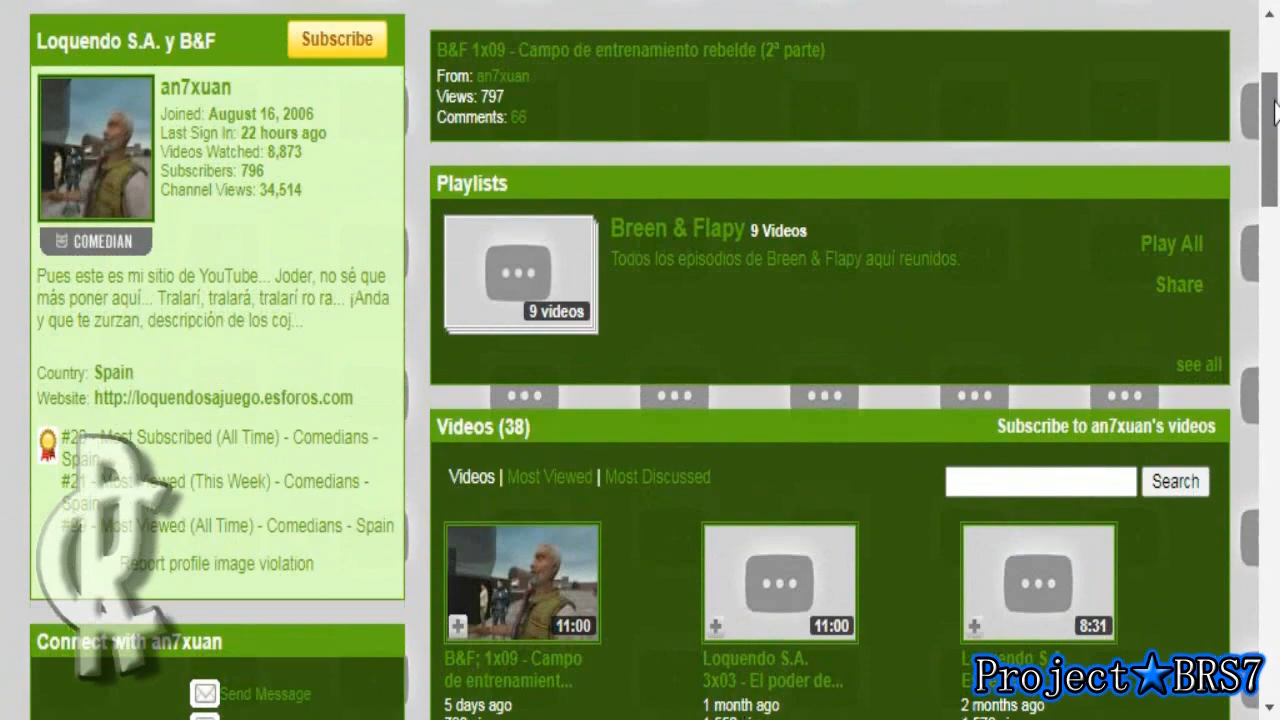 Loquendo S.A. y B&F
Subscribe
an7xuan
Joined: August 16, 2006
Last Sign In: 22 hours ago
Videos Watched: 8,873
Subscribers: 796
Channel Views: 34,514
COMEDIAN
Pues este es mi sitio de YouTube... Joder, no sé que
más poner aquí... Tralarí, tralará, tralarí ro ra... ¡Anda
y que te zurzan, descripción de los coj...
Country: Spain
Website: http://loquendosajuego.esforos.com
- Most Subscribed (All Time) - Comedians -
Spain
- Most Viewed (This Week) - Comedians -
Spain
- Most Viewed (All Time) - Comedians - Spain
Report profile image violation
Connect with an7xuan
Send Message
B&F 1x09 - Campo de entrenamiento rebelde (2ª parte)
From: an7xuan
Views: 797
Comments: 66
Playlists
Breen & Flapy 9 Videos
Todos los episodios de Breen & Flapy aquí reunidos.
9 videos
Play All
Share
see all
Videos (38)
Subscribe to an7xuan's videos
Videos | Most Viewed | Most Discussed
Search
11:00
11:00
8:31
B&F; 1x09 - Campo
de entrenamient...
5 days ago
Loquendo S.A.
3x03 - El poder de...
1 month ago
2 months ago
Project★BRS7